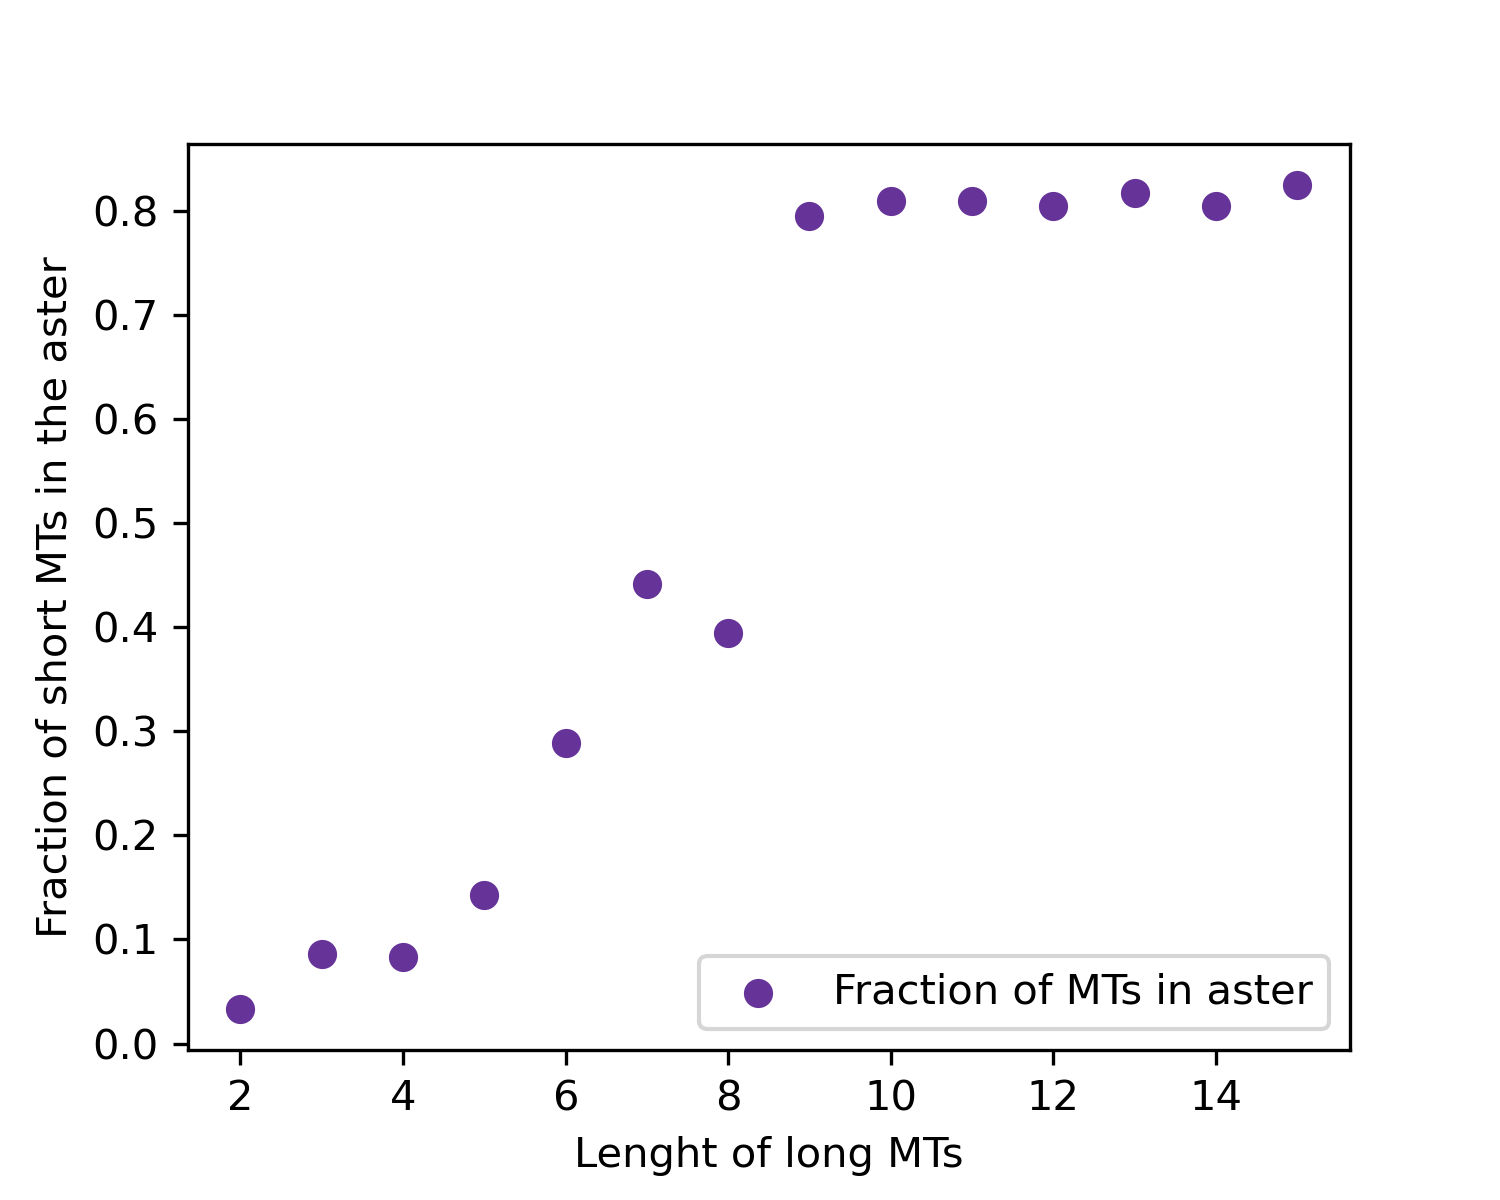 Fraction of short MTs in the aster
0.8
0.7
0.6
0.5
0.4
0.3
0.2
0.1
0.0
Fraction of MTs in aster
2 4 6 8 10 12 14
Lenght of long MTs